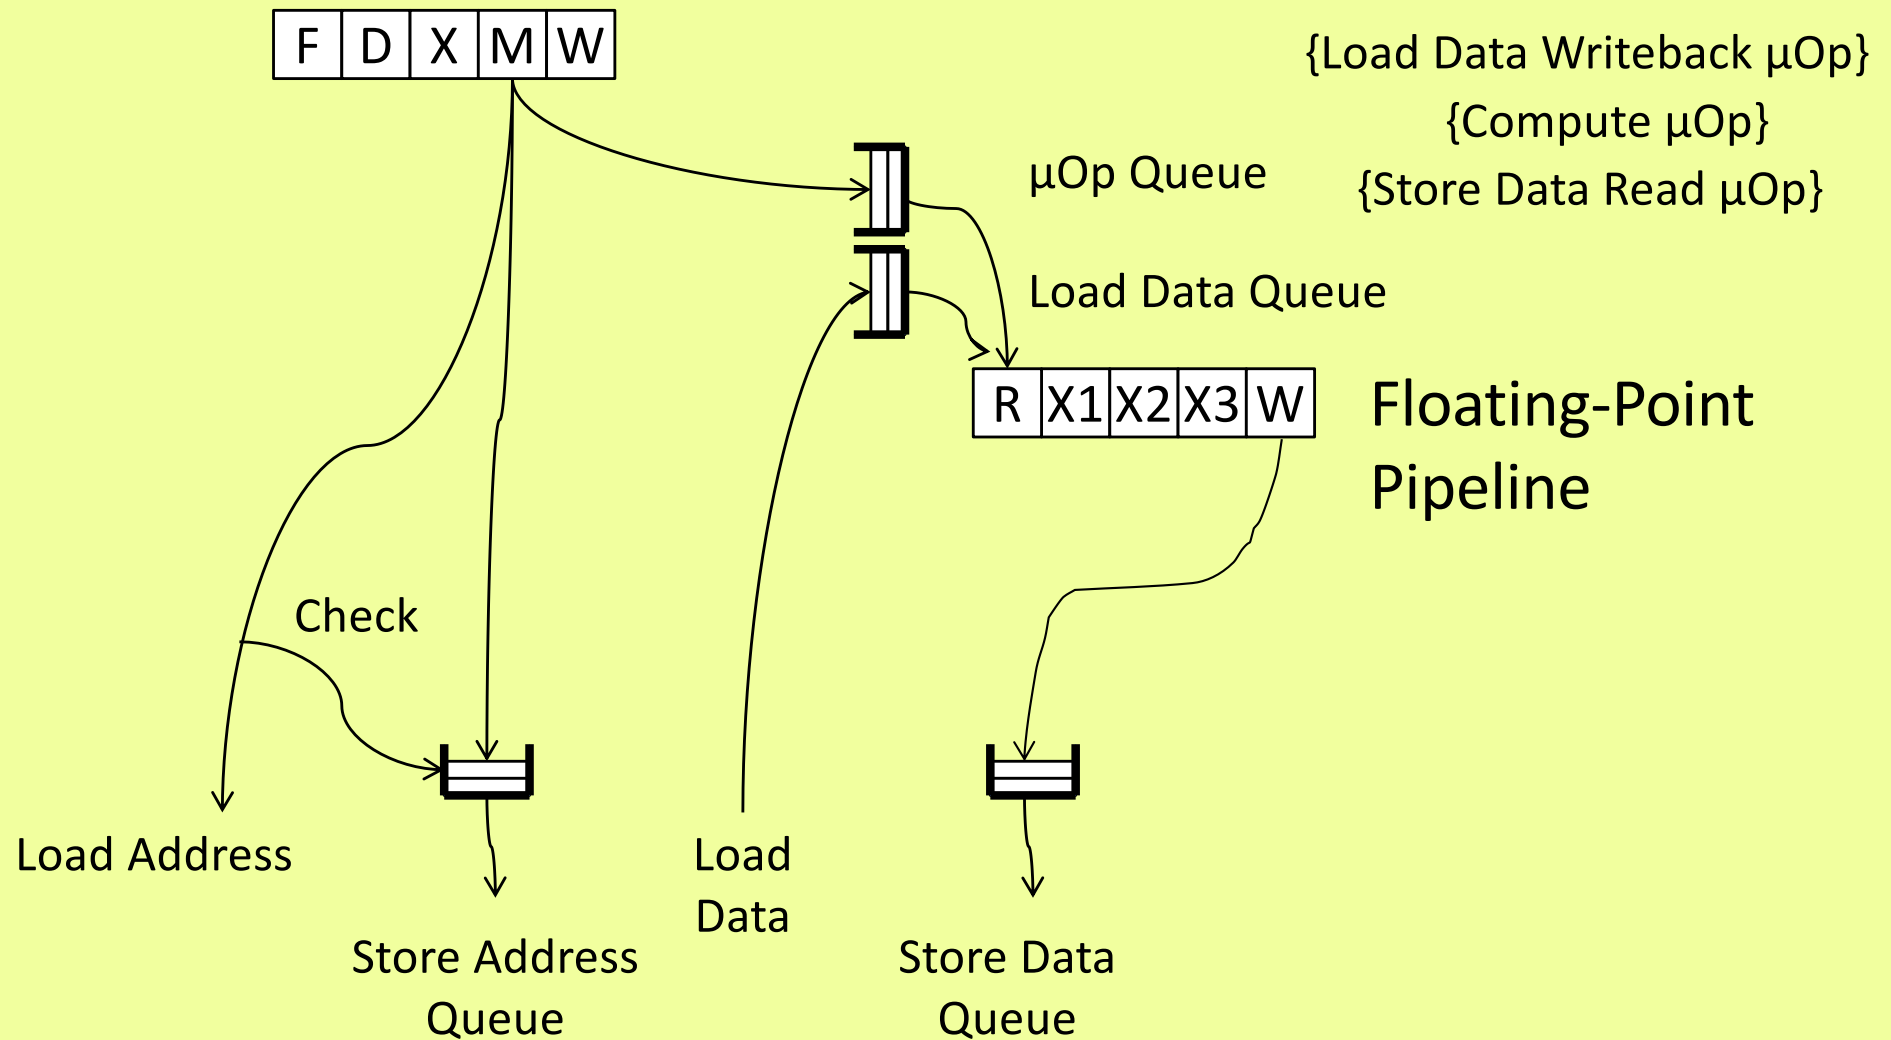 F D X M W
{Load Data Writeback µOp}
{Compute µOp}
{Store Data Read µOp}
µOp Queue
Load Data Queue
R X1 X2 X3 W
Floating-Point
Pipeline
Check
Load Address
Load
Data
Store Address
Queue
Store Data
Queue